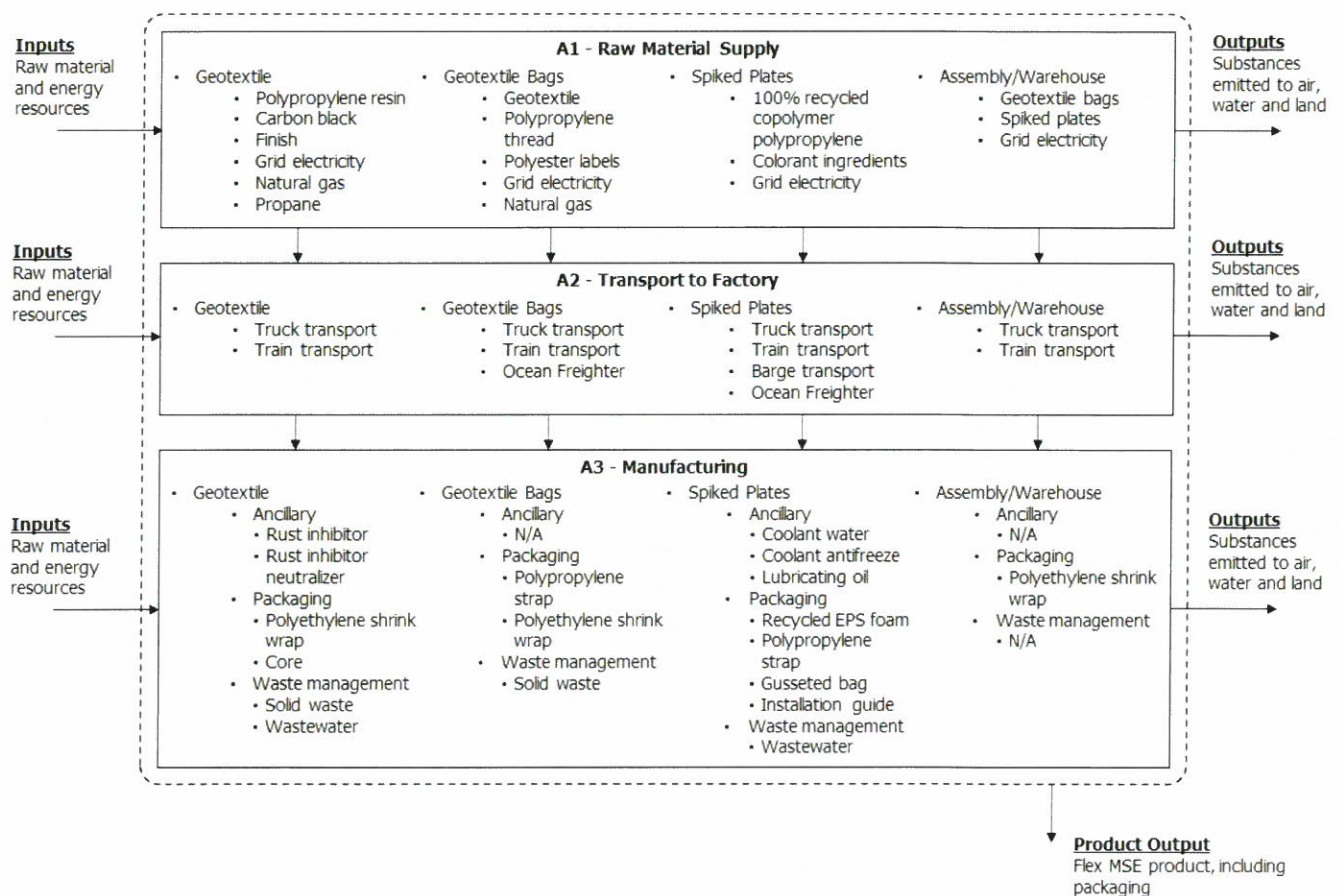 Inputs
Raw material
and energy
resources
A1 - Raw Material Supply
• Geotextile
• Polypropylene resin
• Carbon black
• Finish
• Grid electricity
• Natural gas
• Propane
• Geotextile Bags
• Geotextile
• Polypropylene
thread
• Polyester labels
• Grid electricity
• Natural gas
• Spiked Plates
• 100% recycled
copolymer
polypropylene
• Colorant ingredients
• Grid electricity
• Assembly/Warehouse
• Geotextile bags
• Spiked plates
• Grid electricity
Outputs
Substances
emitted to air,
water and land
Inputs
Raw material
and energy
resources
A2 - Transport to Factory
• Geotextile
• Truck transport
• Train transport
• Geotextile Bags
• Truck transport
• Train transport
• Ocean Freighter
• Spiked Plates
• Truck transport
• Train transport
• Barge transport
• Ocean Freighter
• Assembly/Warehouse
• Truck transport
• Train transport
Outputs
Substances
emitted to air,
water and land
Inputs
Raw material
and energy
resources
A3 - Manufacturing
• Geotextile
• Ancillary
• Rust inhibitor
• Rust inhibitor
neutralizer
• Packaging
• Polyethylene shrink
wrap
• Core
• Waste management
• Solid waste
• Wastewater
• Geotextile Bags
• Ancillary
• N/A
• Packaging
• Polypropylene
strap
• Polyethylene shrink
wrap
• Waste management
• Solid waste
• Spiked Plates
• Ancillary
• Coolant water
• Coolant antifreeze
• Lubricating oil
• Packaging
• Recycled EPS foam
• Polypropylene
strap
• Gusseted bag
• Installation guide
• Waste management
• Wastewater
• Assembly/Warehouse
• Ancillary
• N/A
• Packaging
• Polyethylene shrink
wrap
• Waste management
• N/A
Outputs
Substances
emitted to air,
water and land
Product Output
Flex MSE product, including
packaging